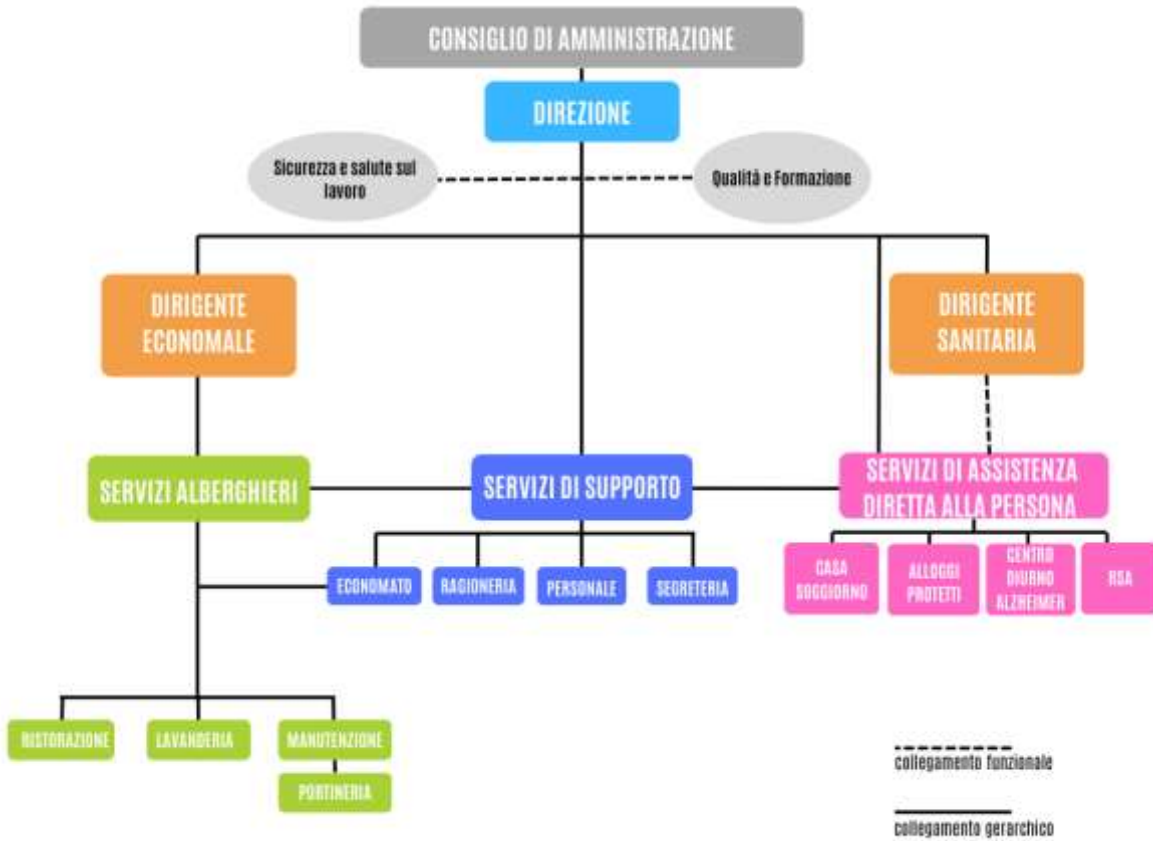 CONSIGLIO DI AMMINISTRAZIONE
DIREZIONE
Sicurezza e salute sul
lavoro
Qualità e Formazione
DIRIGENTE
ECONOMALE
DIRIGENTE
SANITARIA
SERVIZI ALBERGHIERI
SERVIZI DI SUPPORTO
SERVIZI DI ASSISTENZA
DIRETTA ALLA PERSONA
ECONOMATO
RAGIONERIA
PERSONALE
SEGRETERIA
CASA
SOGGIORNO
ALLOGGI
PROTETTI
CENTRO
DIURNO
ALZHEIMER
RSA
RISTORAZIONE
LAVANDERIA
MANUTENZIONE
PORTINERIA
collegamento funzionale
collegamento gerarchico